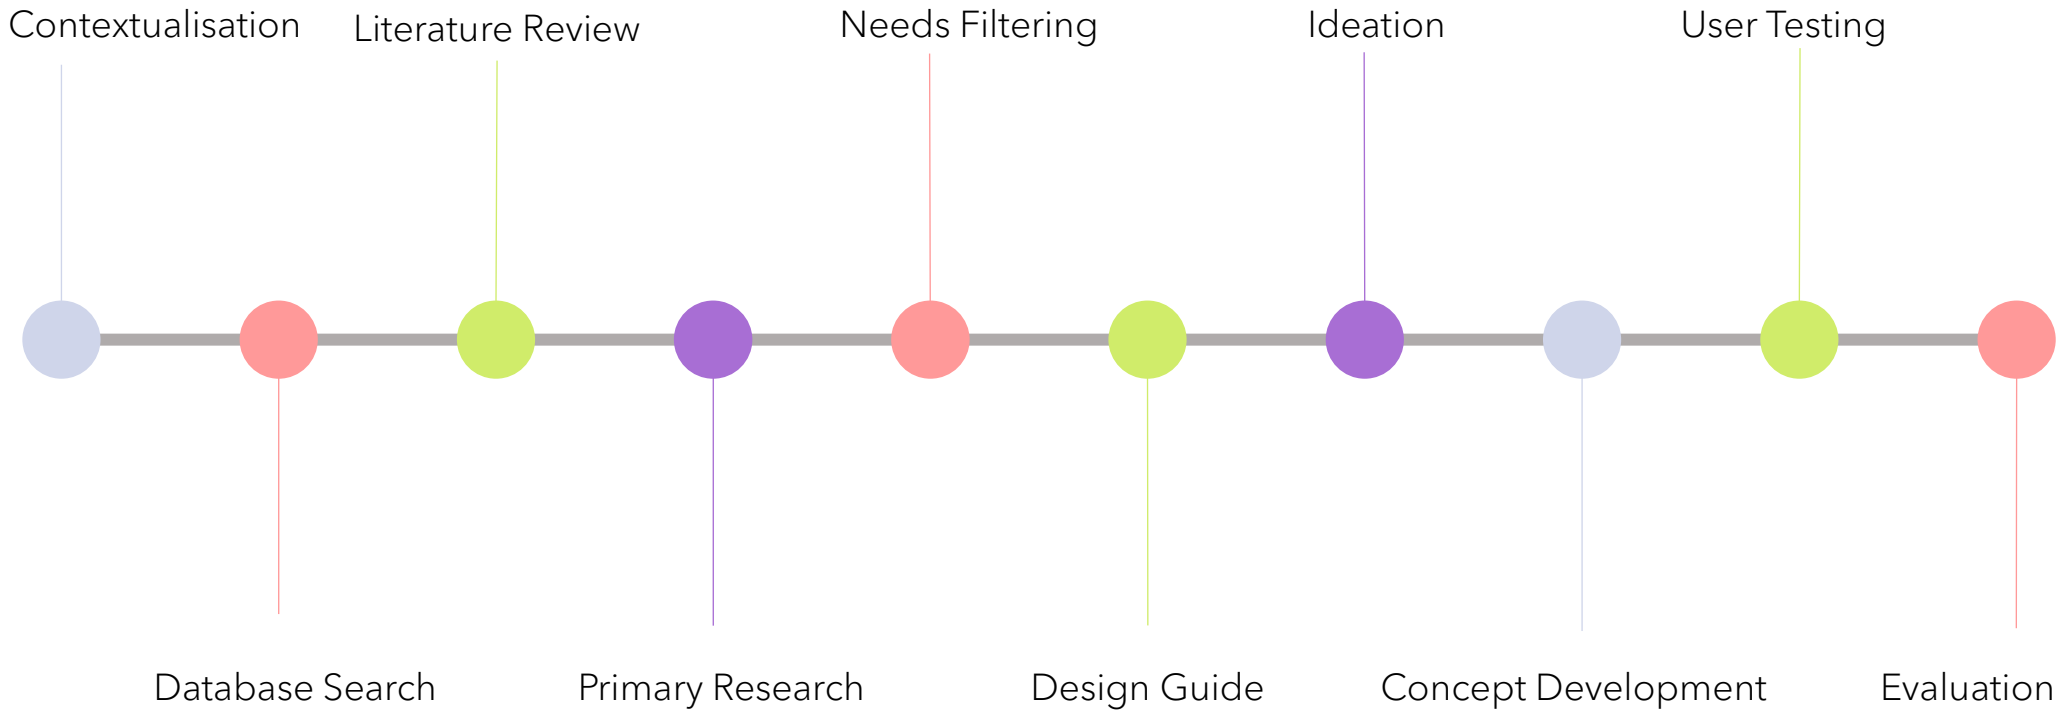 Contextualisation
Literature Review
Needs Filtering
Ideation
User Testing
Database Search
Primary Research
Design Guide
Concept Development
Evaluation